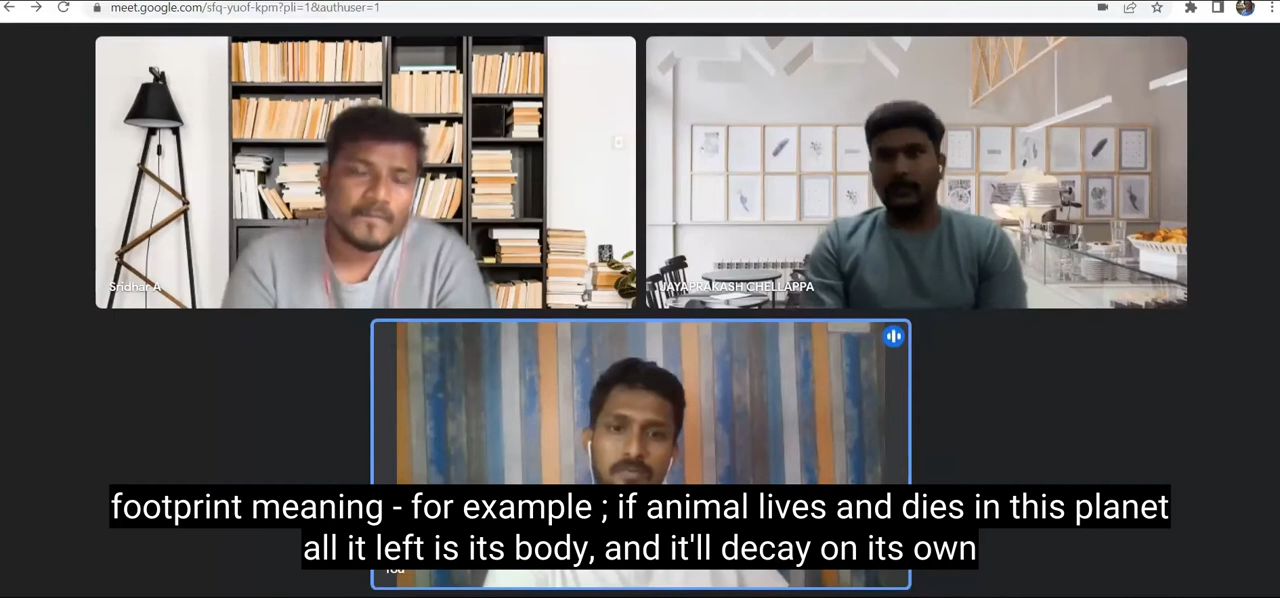 meet.google.com/sfq-yuof-kpm?pli=1&authuser=1
Sridhar A
JAYAPRAKASH CHELLAPPA
footprint meaning - for example ; if animal lives and dies in this planet
all it left is its body, and it'll decay on its own
You